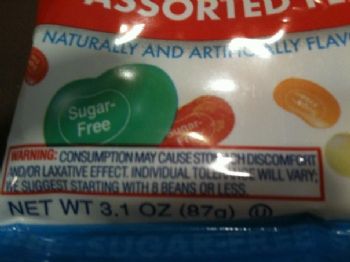 ASSORTED
NATURALLY AND ARTIFICIALLY FLAV
Sugar-
Free
WARNING: CONSUMPTION MAY CAUSE STOMACH DISCOMFORT
AND/OR LAXATIVE EFFECT. INDIVIDUAL TOLERANCE WILL VARY;
WE SUGGEST STARTING WITH 8 BEANS OR LESS.
NET WT 3.1 OZ (87g) U